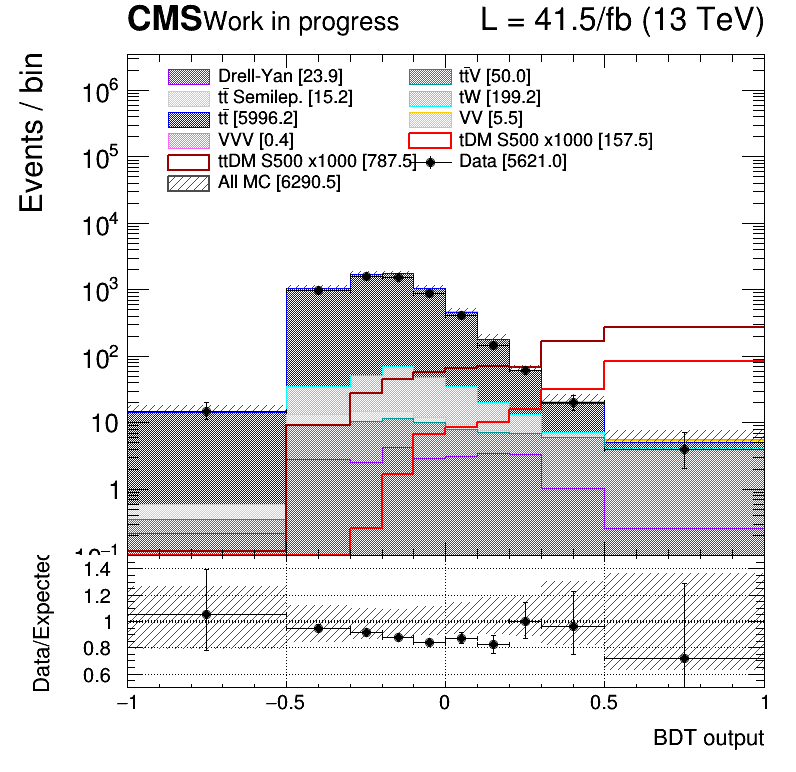 CMS Work in progress L = 41.5/fb (13 TeV)
Events / bin
Drell-Yan [23.9] tt̄V [50.0]
tt̄ Semilep. [15.2] tW [199.2]
tt̄ [5996.2] VV [5.5]
VVV [0.4] tDM S500 x1000 [157.5]
ttDM S500 x1000 [787.5] Data [5621.0]
All MC [6290.5]
10⁶
10⁵
10⁴
10³
10²
10
1
10⁻¹
Data/Expected
1.4
1.2
1
0.8
0.6
−1 −0.5 0 0.5 1
BDT output